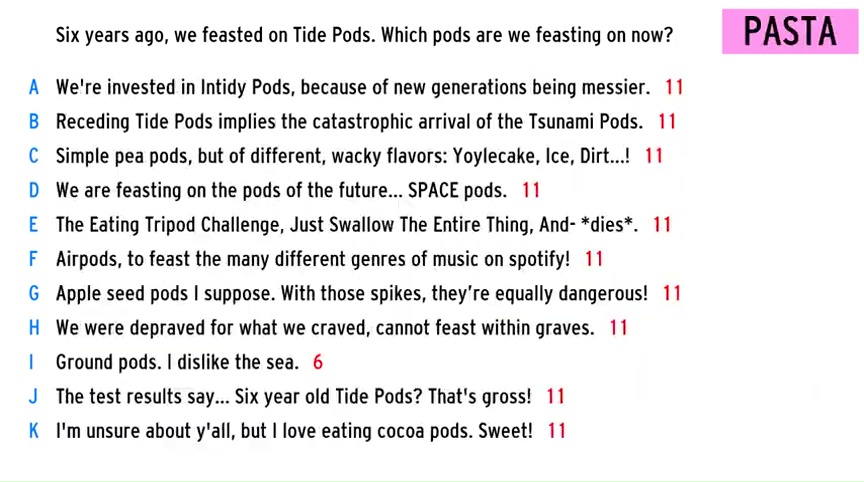 Six years ago, we feasted on Tide Pods. Which pods are we feasting on now?
PASTA
A We're invested in Intidy Pods, because of new generations being messier. 11
B Receding Tide Pods implies the catastrophic arrival of the Tsunami Pods. 11
C Simple pea pods, but of different, wacky flavors: Yoylecake, Ice, Dirt...! 11
D We are feasting on the pods of the future... SPACE pods. 11
E The Eating Tripod Challenge, Just Swallow The Entire Thing, And- *dies*. 11
F Airpods, to feast the many different genres of music on spotify! 11
G Apple seed pods I suppose. With those spikes, they're equally dangerous! 11
H We were depraved for what we craved, cannot feast within graves. 11
I Ground pods. I dislike the sea. 6
J The test results say... Six year old Tide Pods? That's gross! 11
K I'm unsure about y'all, but I love eating cocoa pods. Sweet! 11